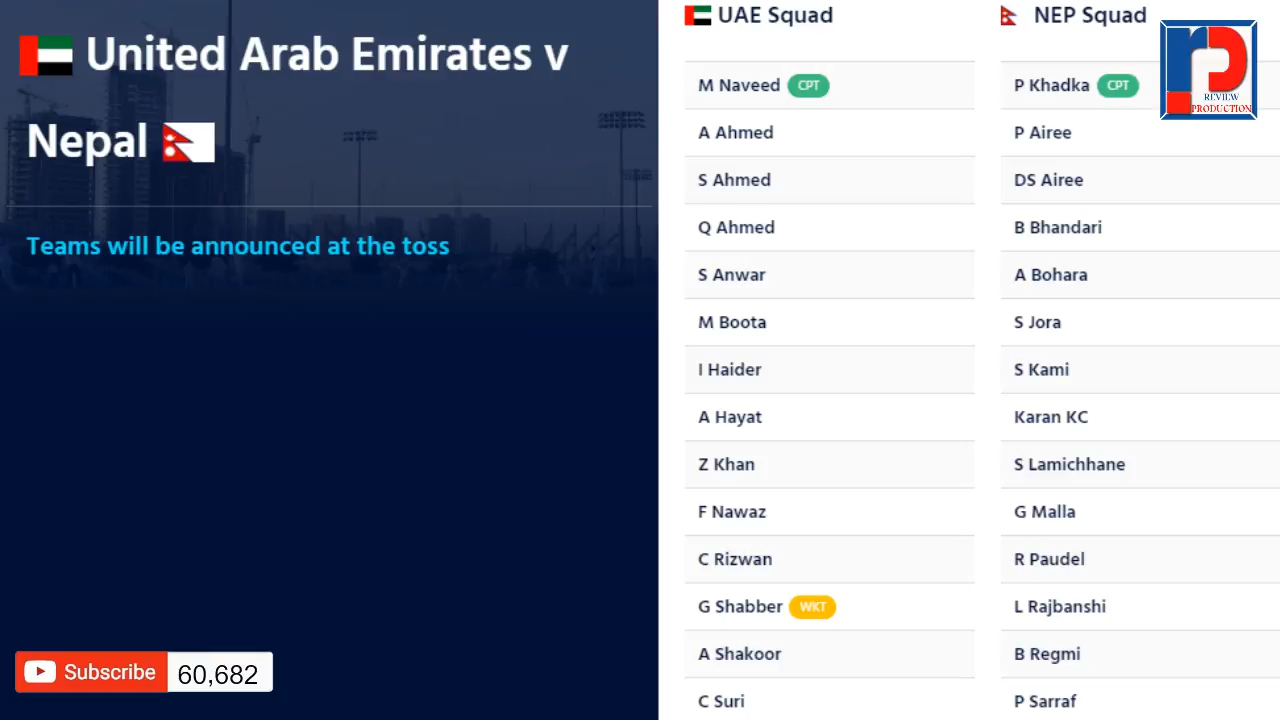 United Arab Emirates v
Nepal
Teams will be announced at the toss
Subscribe 60,682
UAE Squad
M Naveed CPT
A Ahmed
S Ahmed
Q Ahmed
S Anwar
M Boota
I Haider
A Hayat
Z Khan
F Nawaz
C Rizwan
G Shabber WKT
A Shakoor
C Suri
NEP Squad
P Khadka CPT
P Airee
DS Airee
B Bhandari
A Bohara
S Jora
S Kami
Karan KC
S Lamichhane
G Malla
R Paudel
L Rajbanshi
B Regmi
P Sarraf
rP
REVIEW
PRODUCTION